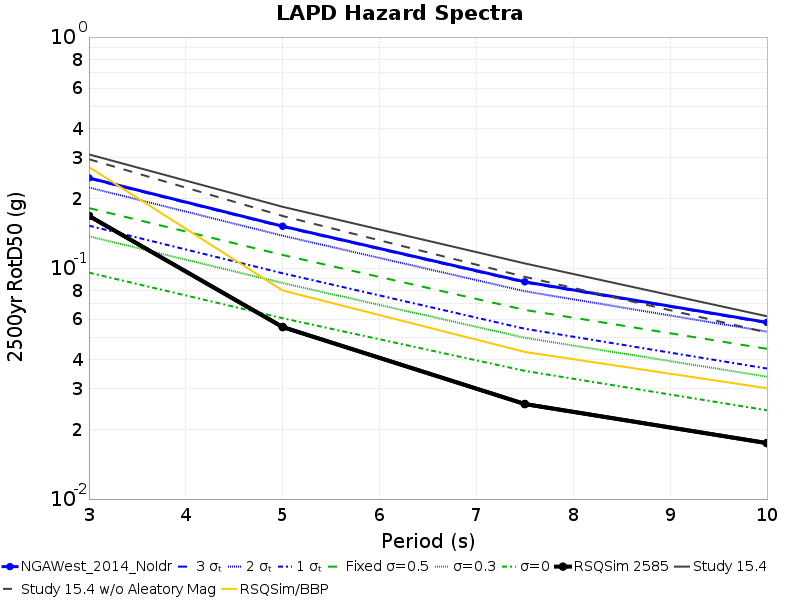 LAPD Hazard Spectra
10⁰
8
6
4
3
2
10⁻¹
8
6
4
3
2
10⁻²
2500yr RotD50 (g)
3 4 5 6 7 8 9 10
Period (s)
NGAWest_2014_NoIdr 3 σₜ 2 σₜ 1 σₜ Fixed σ=0.5 σ=0.3 σ=0 RSQSim 2585 Study 15.4
Study 15.4 w/o Aleatory Mag RSQSim/BBP